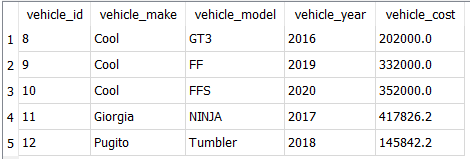 vehicle_id vehicle_make vehicle_model vehicle_year vehicle_cost
1 8 Cool GT3 2016 202000.0
2 9 Cool FF 2019 332000.0
3 10 Cool FFS 2020 352000.0
4 11 Giorgia NINJA 2017 417826.2
5 12 Pugito Tumbler 2018 145842.2